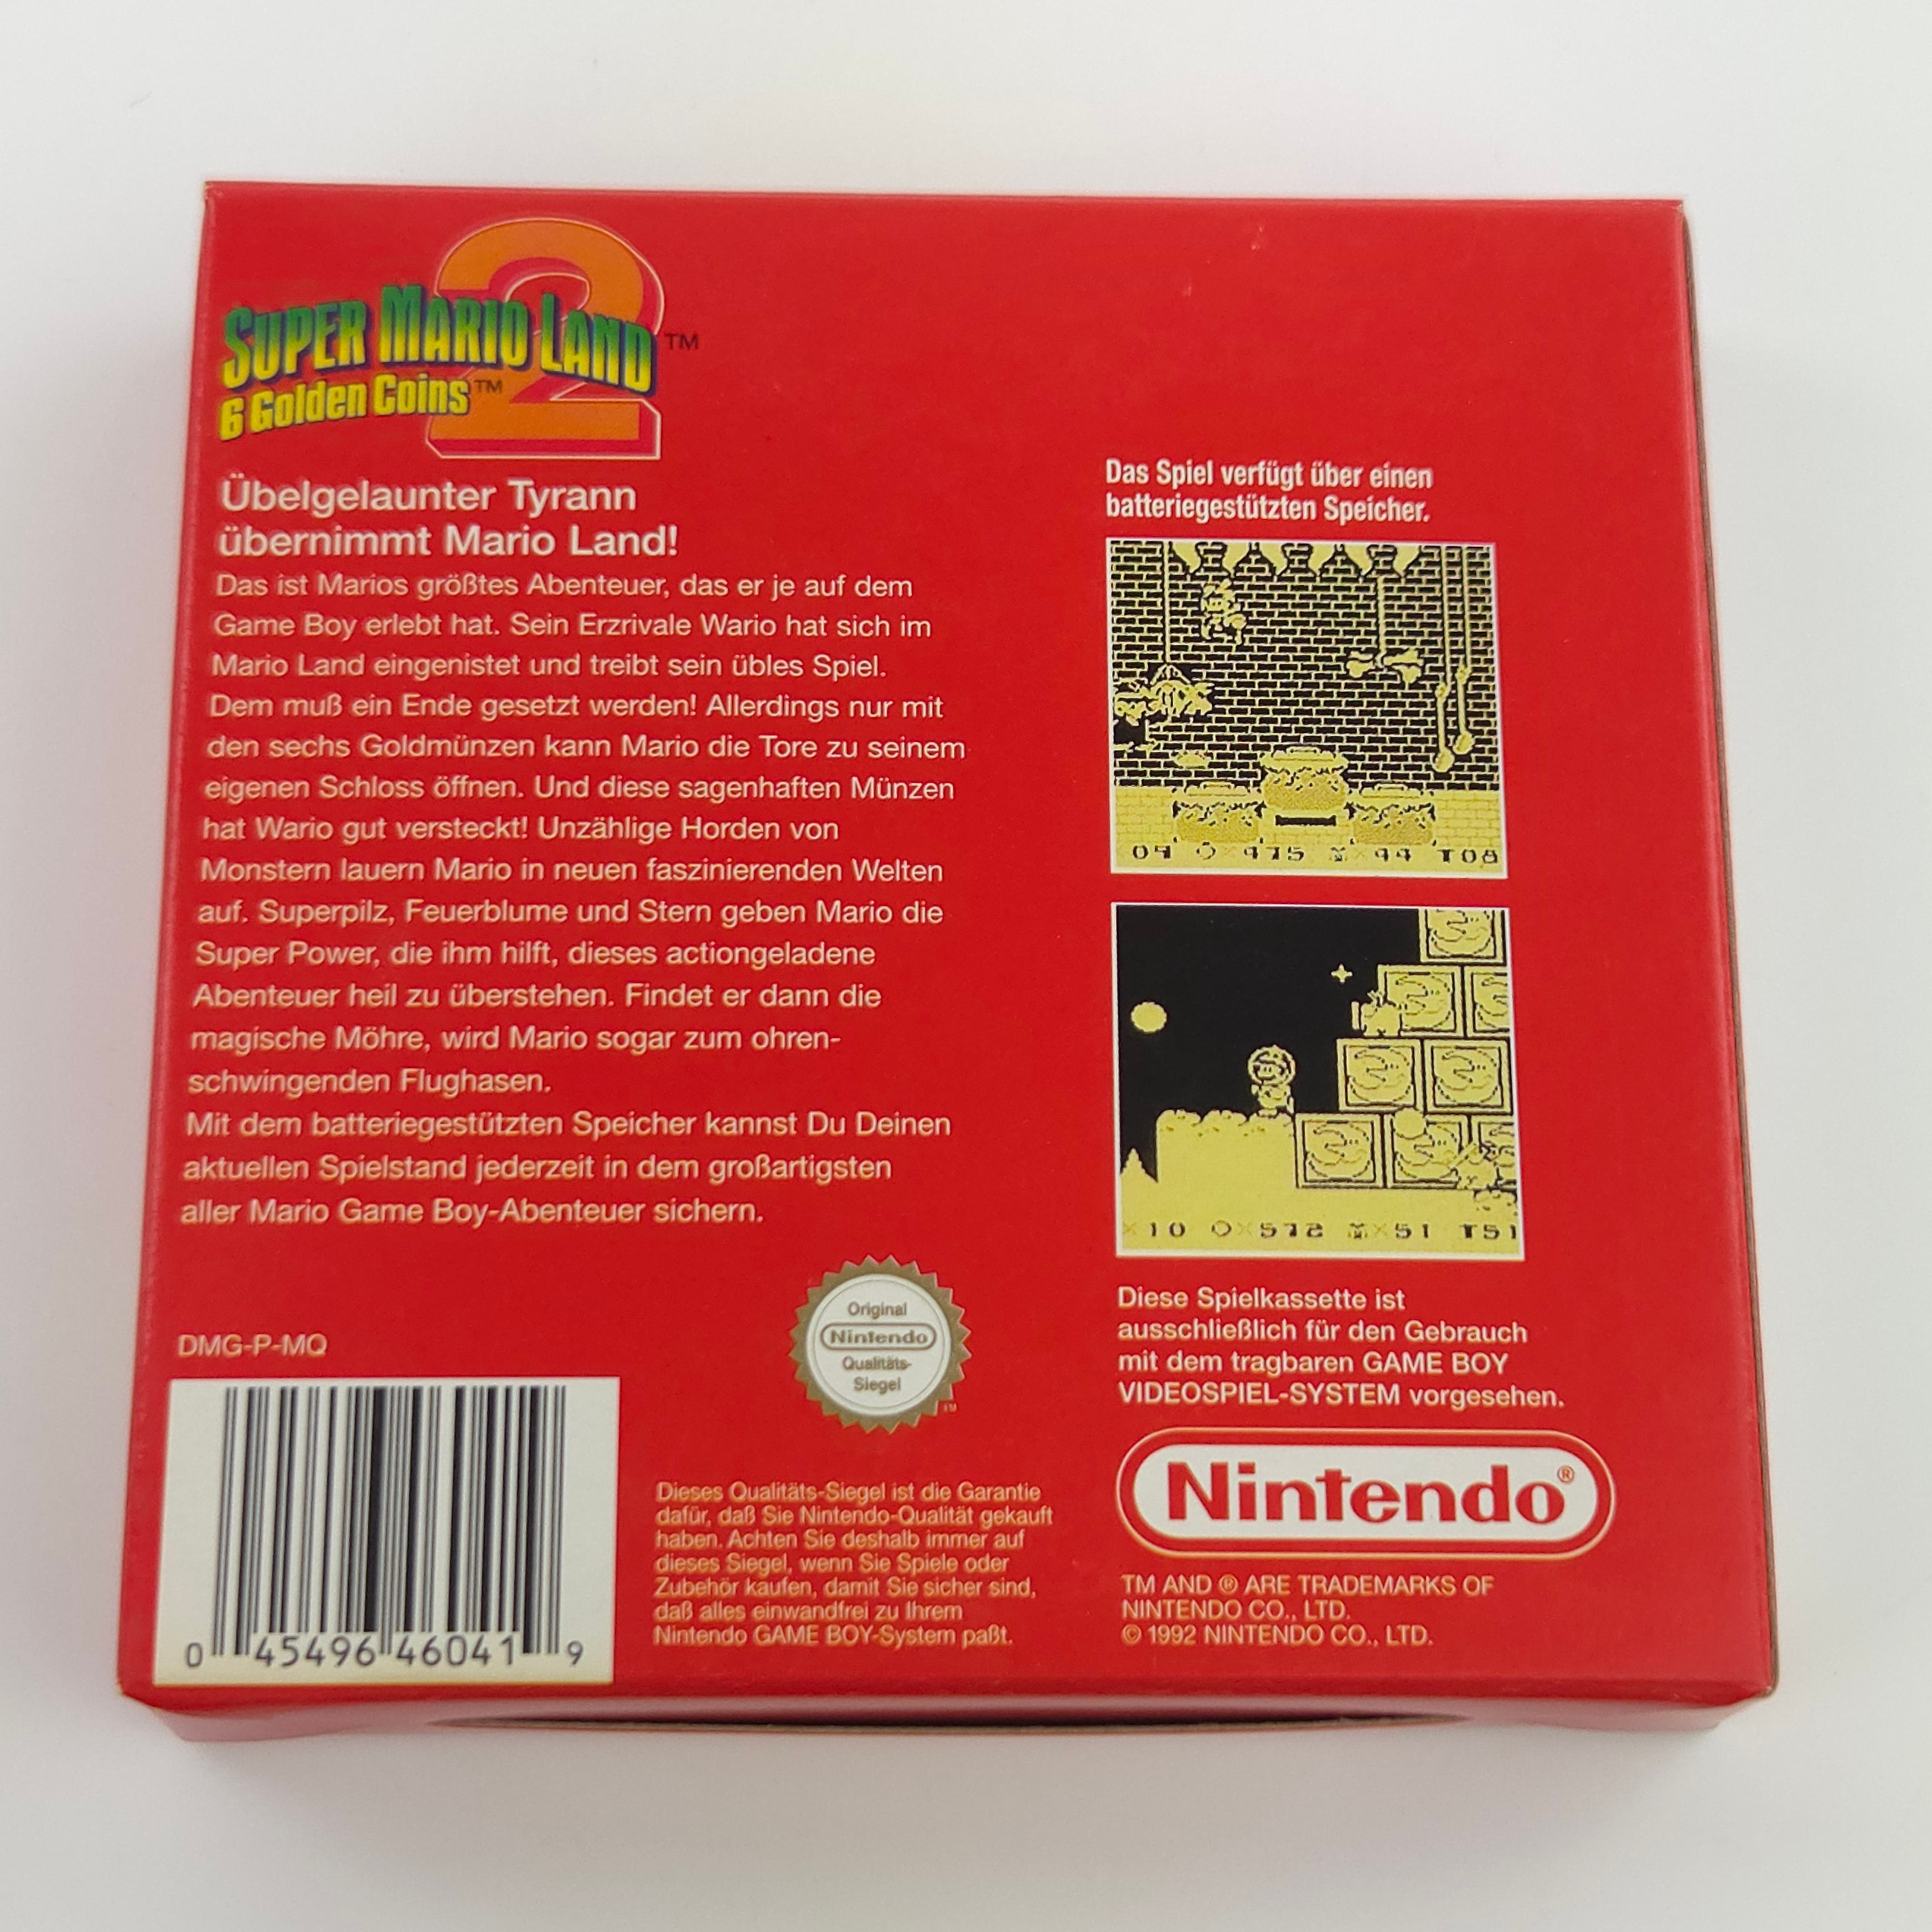 2
SUPER MARIO LAND™
6 Golden Coins™
Übelgelaunter Tyrann
übernimmt Mario Land!
Das ist Marios größtes Abenteuer, das er je auf dem
Game Boy erlebt hat. Sein Erzrivale Wario hat sich im
Mario Land eingenistet und treibt sein übles Spiel.
Dem muß ein Ende gesetzt werden! Allerdings nur mit
den sechs Goldmünzen kann Mario die Tore zu seinem
eigenen Schloss öffnen. Und diese sagenhaften Münzen
hat Wario gut versteckt! Unzählige Horden von
Monstern lauern Mario in neuen faszinierenden Welten
auf. Superpilz, Feuerblume und Stern geben Mario die
Super Power, die ihm hilft, dieses actiongeladene
Abenteuer heil zu überstehen. Findet er dann die
magische Möhre, wird Mario sogar zum ohren-
schwingenden Flughasen.
Mit dem batteriegestützten Speicher kannst Du Deinen
aktuellen Spielstand jederzeit in dem großartigsten
aller Mario Game Boy-Abenteuer sichern.
DMG-P-MQ
0 45496 46041 9
Original
Nintendo
Qualitäts-
Siegel
TM
Dieses Qualitäts-Siegel ist die Garantie
dafür, daß Sie Nintendo-Qualität gekauft
haben. Achten Sie deshalb immer auf
dieses Siegel, wenn Sie Spiele oder
Zubehör kaufen, damit Sie sicher sind,
daß alles einwandfrei zu Ihrem
Nintendo GAME BOY-System paßt.
Das Spiel verfügt über einen
batteriegestützten Speicher.
09 × 475 × 44 T08
× 10 × 572 × 51 T51
Diese Spielkassette ist
ausschließlich für den Gebrauch
mit dem tragbaren GAME BOY
VIDEOSPIEL-SYSTEM vorgesehen.
Nintendo®
TM AND ® ARE TRADEMARKS OF
NINTENDO CO., LTD.
© 1992 NINTENDO CO., LTD.